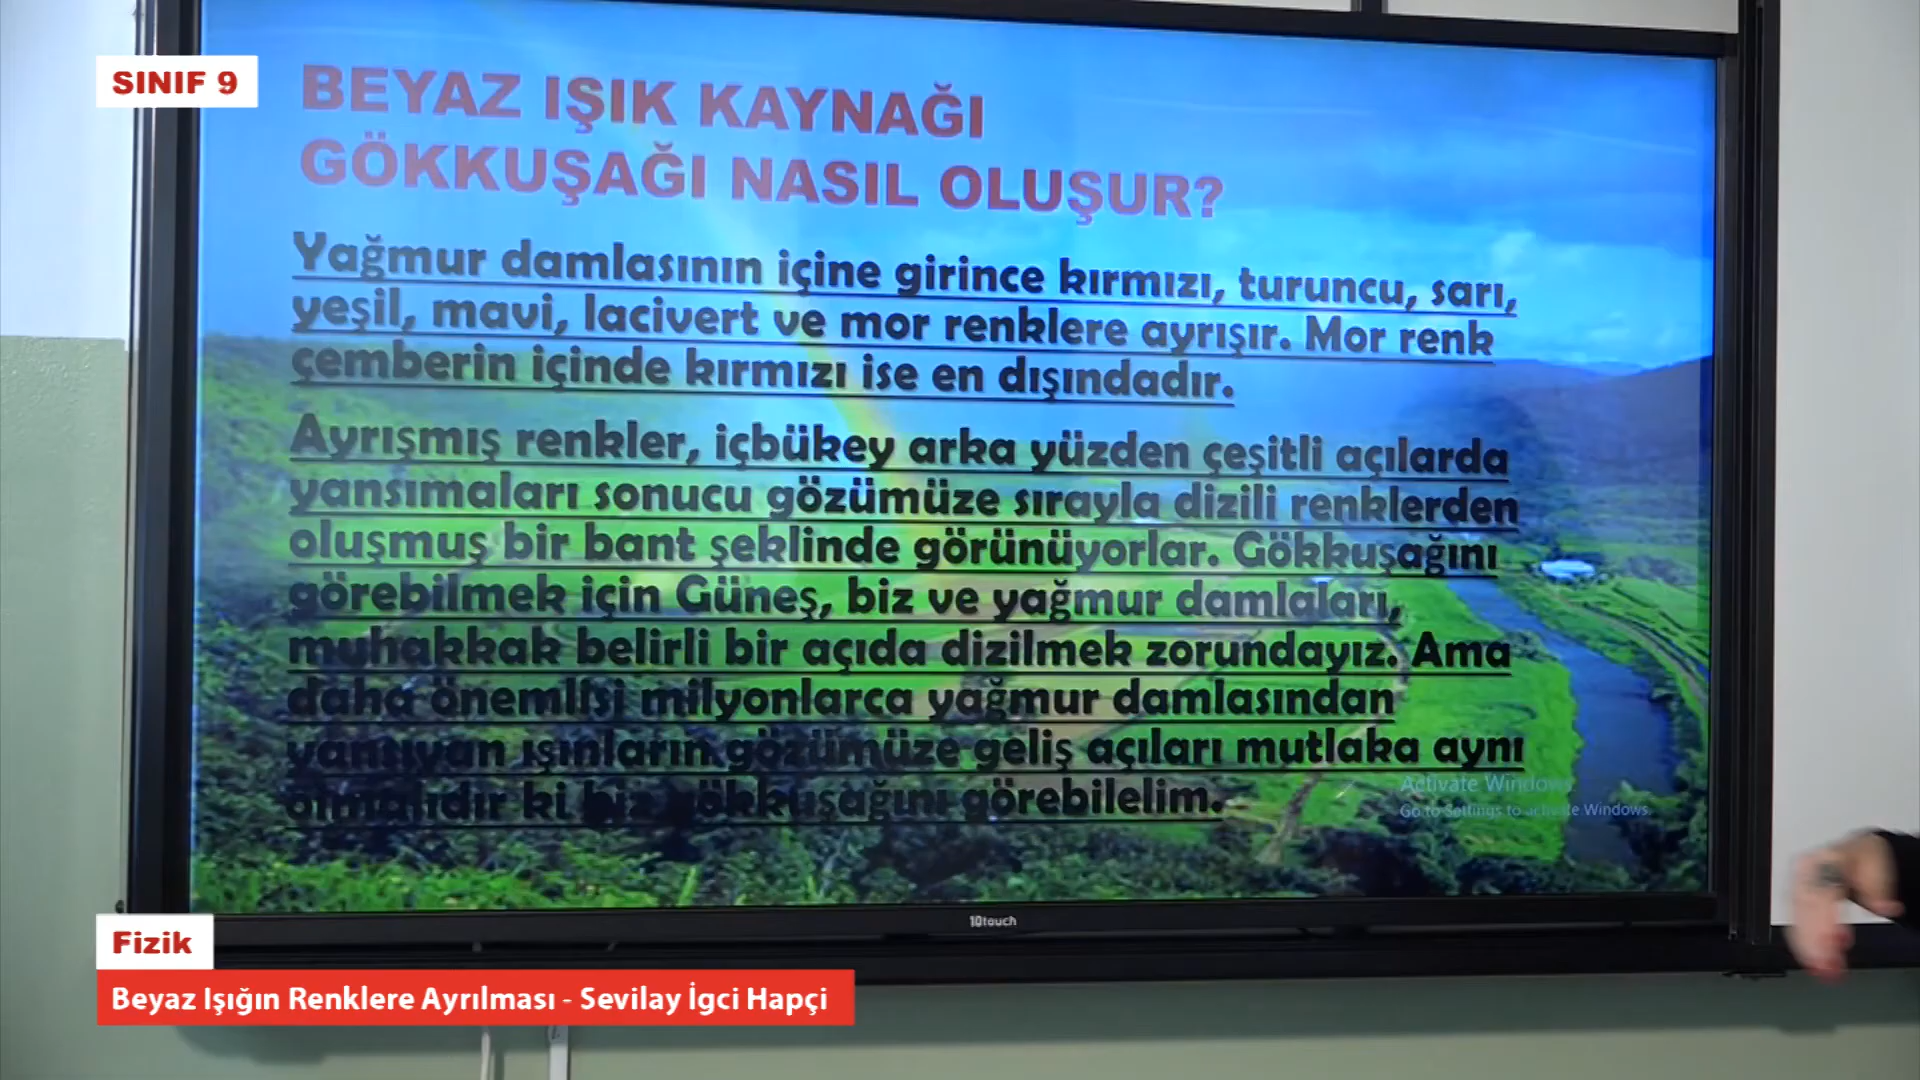 SINIF 9
BEYAZ IŞIK KAYNAĞI
GÖKKUŞAĞI NASIL OLUŞUR?
Yağmur damlasının içine girince kırmızı, turuncu, sarı,
yeşil, mavi, lacivert ve mor renklere ayrışır. Mor renk
çemberin içinde kırmızı ise en dışındadır.
Ayrışmış renkler, içbükey arka yüzden çeşitli açılarda
yansımaları sonucu gözümüze sırayla dizili renklerden
oluşmuş bir bant şeklinde görünüyorlar. Gökkuşağını
görebilmek için Güneş, biz ve yağmur damlaları,
muhakkak belirli bir açıda dizilmek zorundayız. Ama
daha önemlisi milyonlarca yağmur damlasından
yansıyan ışınların gözümüze geliş açıları mutlaka aynı
olmalıdır ki biz gökkuşağını görebilelim.
Activate Windows
Go to Settings to activate Windows.
10touch
Fizik
Beyaz Işığın Renklere Ayrılması - Sevilay İgci Hapçi